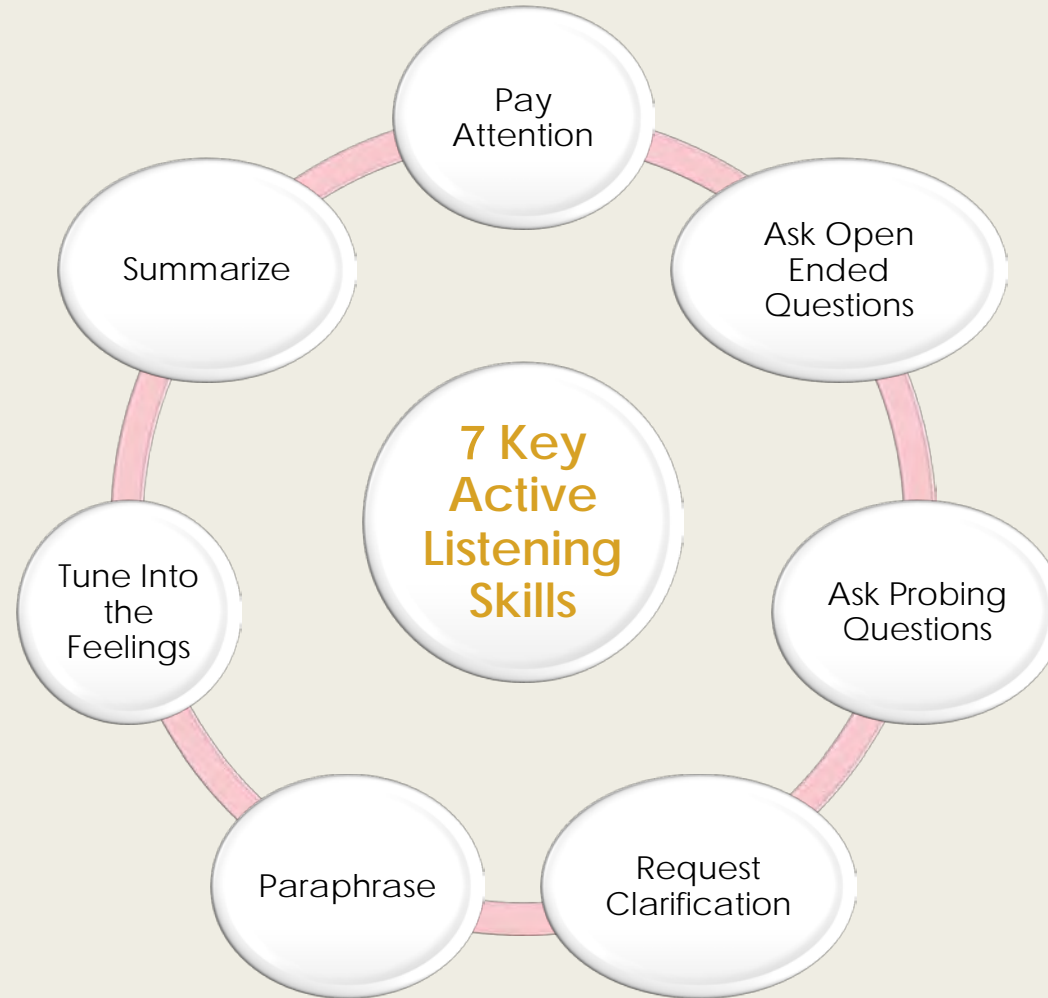 Pay
Attention
Ask Open
Ended
Questions
Ask Probing
Questions
Request
Clarification
Paraphrase
Tune Into
the
Feelings
Summarize
7 Key
Active
Listening
Skills